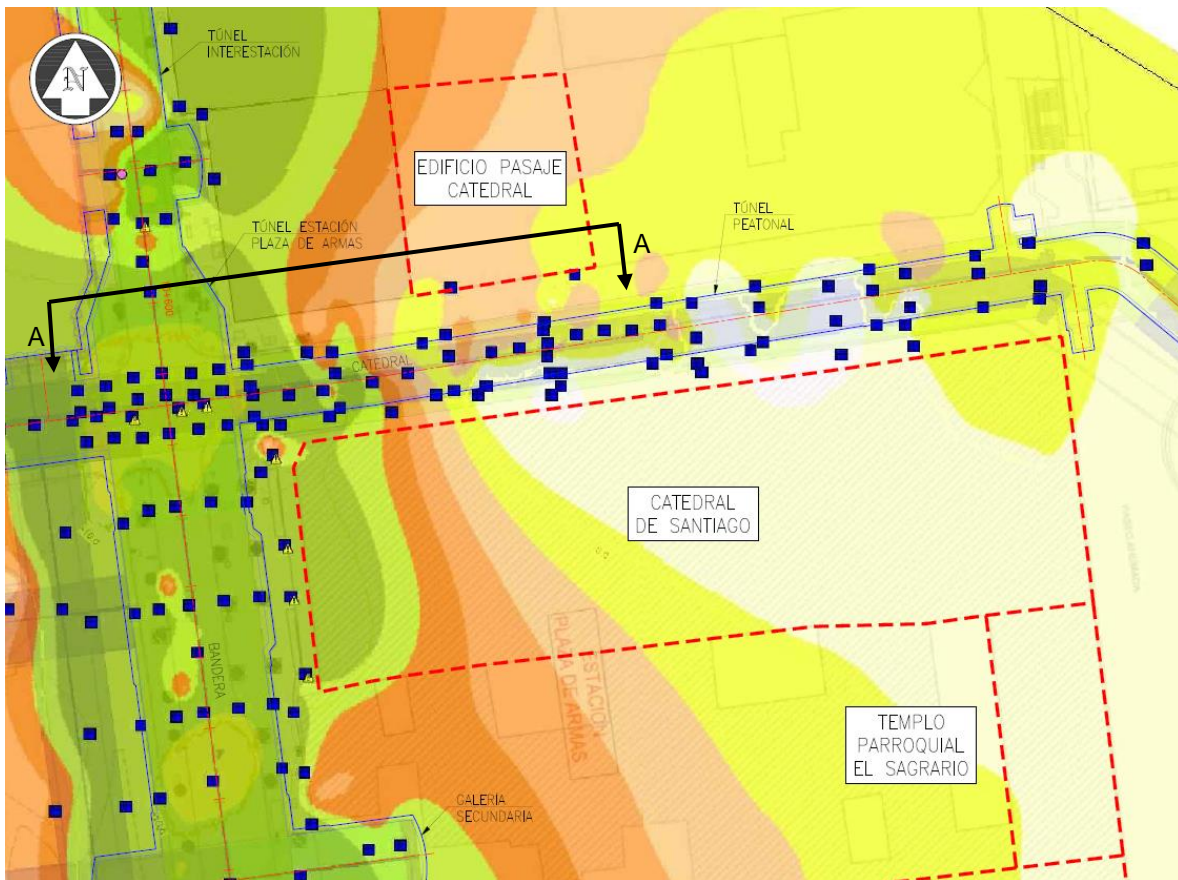 N
TÚNEL
INTERESTACIÓN
EDIFICIO PASAJE
CATEDRAL
TÚNEL ESTACIÓN
PLAZA DE ARMAS
TÚNEL
PEATONAL
A
A
CATEDRAL
CATEDRAL
DE SANTIAGO
BANDERA
ESTACION
PLAZA DE ARMAS
TEMPLO
PARROQUIAL
EL SAGRARIO
GALERIA
SECUNDARIA